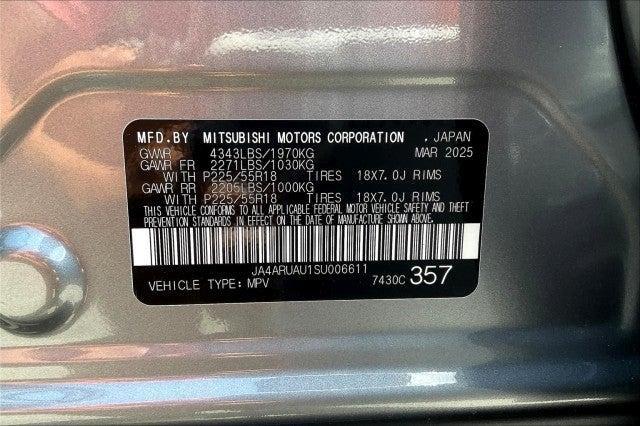 MFD.BY MITSUBISHI MOTORS CORPORATION . JAPAN
GVWR 4343LBS/1970KG MAR 2025
GAWR FR 2271LBS/1030KG
WITH P225/55R18 TIRES 18X7.0J RIMS
GAWR RR 2205LBS/1000KG
WITH P225/55R18 TIRES 18X7.0J RIMS
THIS VEHICLE CONFORMS TO ALL APPLICABLE FEDERAL MOTOR VEHICLE SAFETY AND THEFT
PREVENTION STANDARDS IN EFFECT ON THE DATE OF MANUFACTURE SHOWN ABOVE.
JA4ARUAU1SU006611
VEHICLE TYPE: MPV 7430C 357